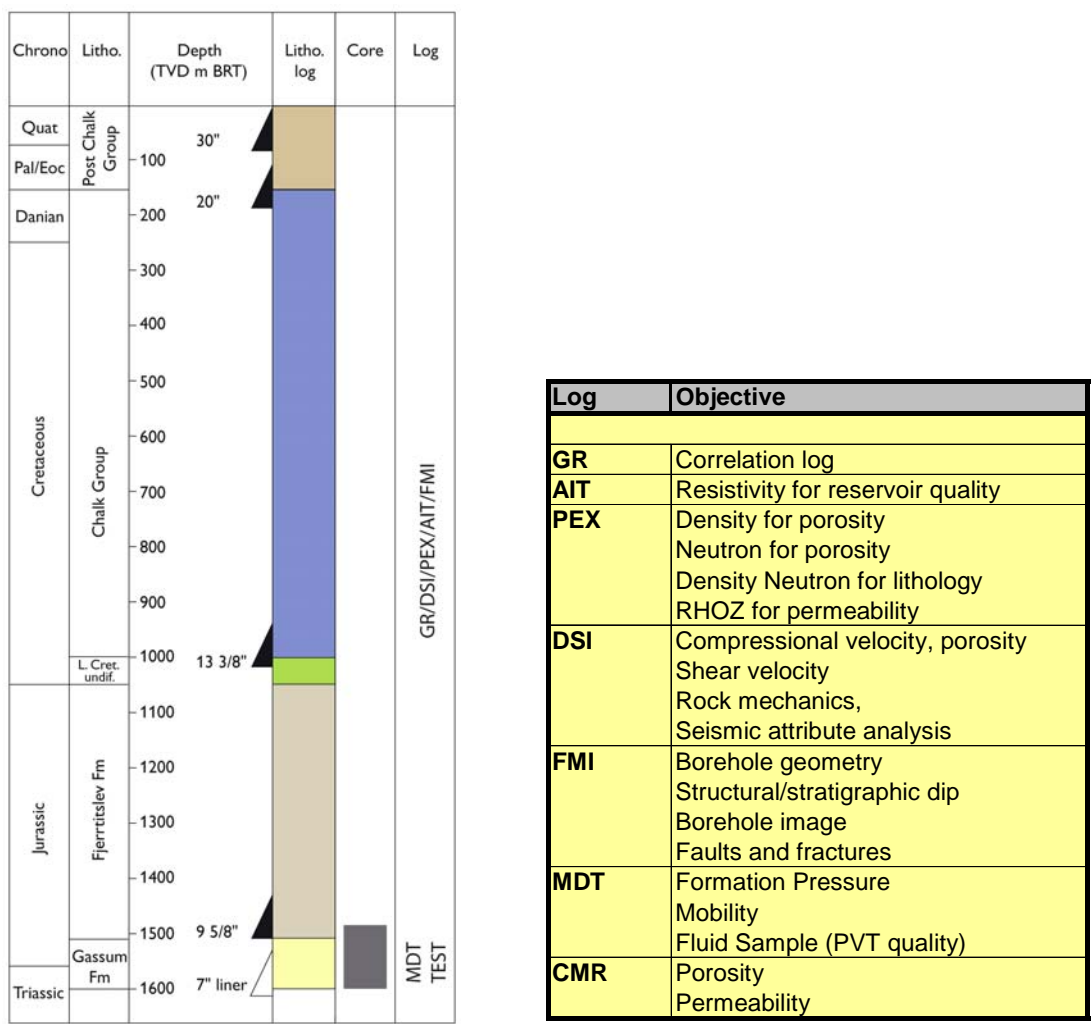 Chrono Litho. Depth Litho. Core Log
(TVD m BRT) log
Quat
Post Chalk
Group
30"
Pal/Eoc
100
20"
Danian
200
300
400
500
Cretaceous
Chalk Group
600
700
800
900
GR/DSI/PEX/AIT/FMI
1000
13 3/8"
L. Cret.
undif.
1100
1200
Jurassic
Fjerrtitslev Fm
1300
1400
1500
9 5/8"
Gassum
Fm
MDT
TEST
Triassic
1600
7" liner
Log Objective
GR Correlation log
AIT Resistivity for reservoir quality
PEX Density for porosity
Neutron for porosity
Density Neutron for lithology
RHOZ for permeability
DSI Compressional velocity, porosity
Shear velocity
Rock mechanics,
Seismic attribute analysis
FMI Borehole geometry
Structural/stratigraphic dip
Borehole image
Faults and fractures
MDT Formation Pressure
Mobility
Fluid Sample (PVT quality)
CMR Porosity
Permeability